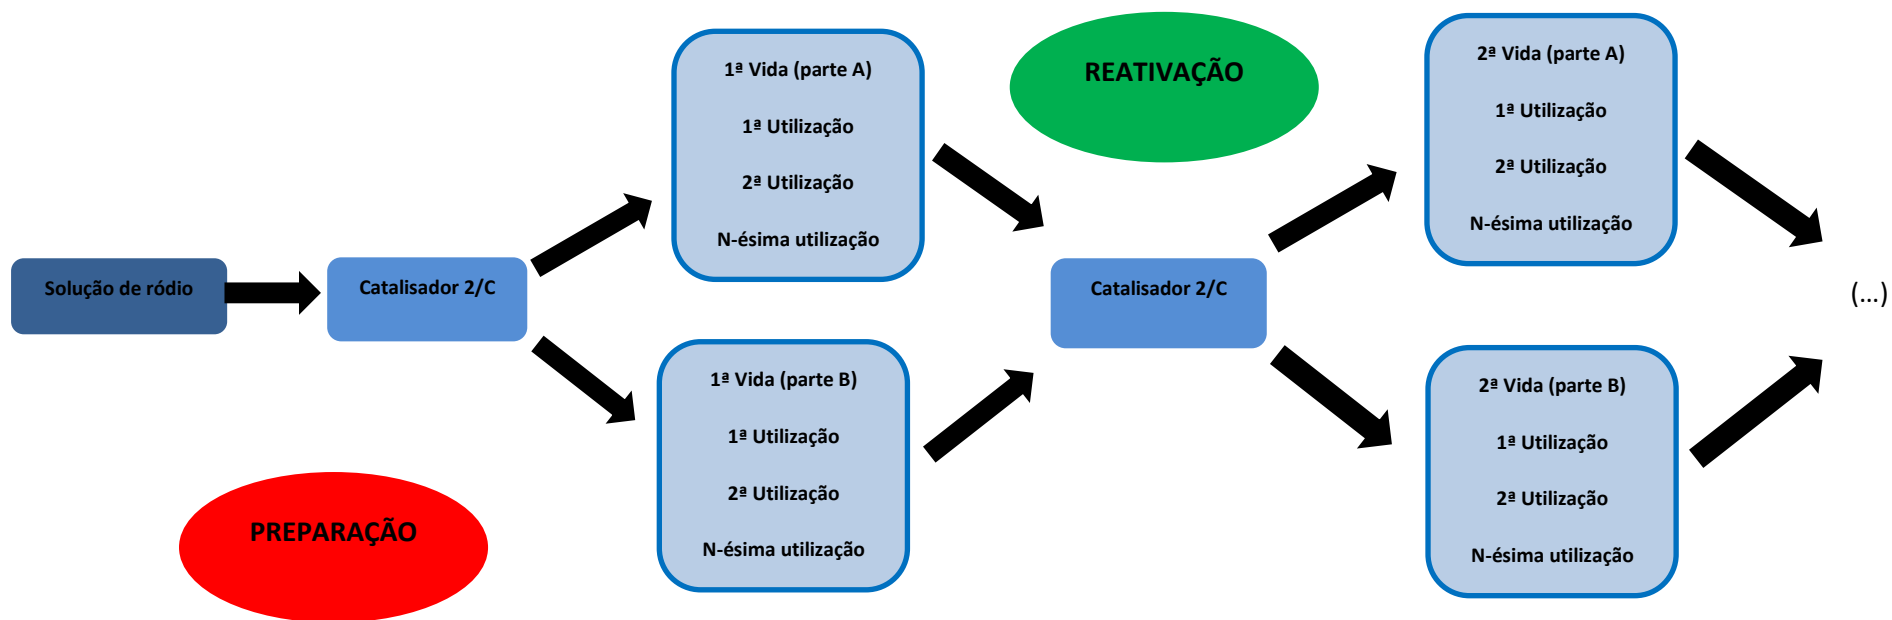 Solução de ródio
Catalisador 2/C
1ª Vida (parte A)
1ª Utilização
2ª Utilização
N-ésima utilização
1ª Vida (parte B)
1ª Utilização
2ª Utilização
N-ésima utilização
PREPARAÇÃO
REATIVAÇÃO
Catalisador 2/C
2ª Vida (parte A)
1ª Utilização
2ª Utilização
N-ésima utilização
2ª Vida (parte B)
1ª Utilização
2ª Utilização
N-ésima utilização
(...)